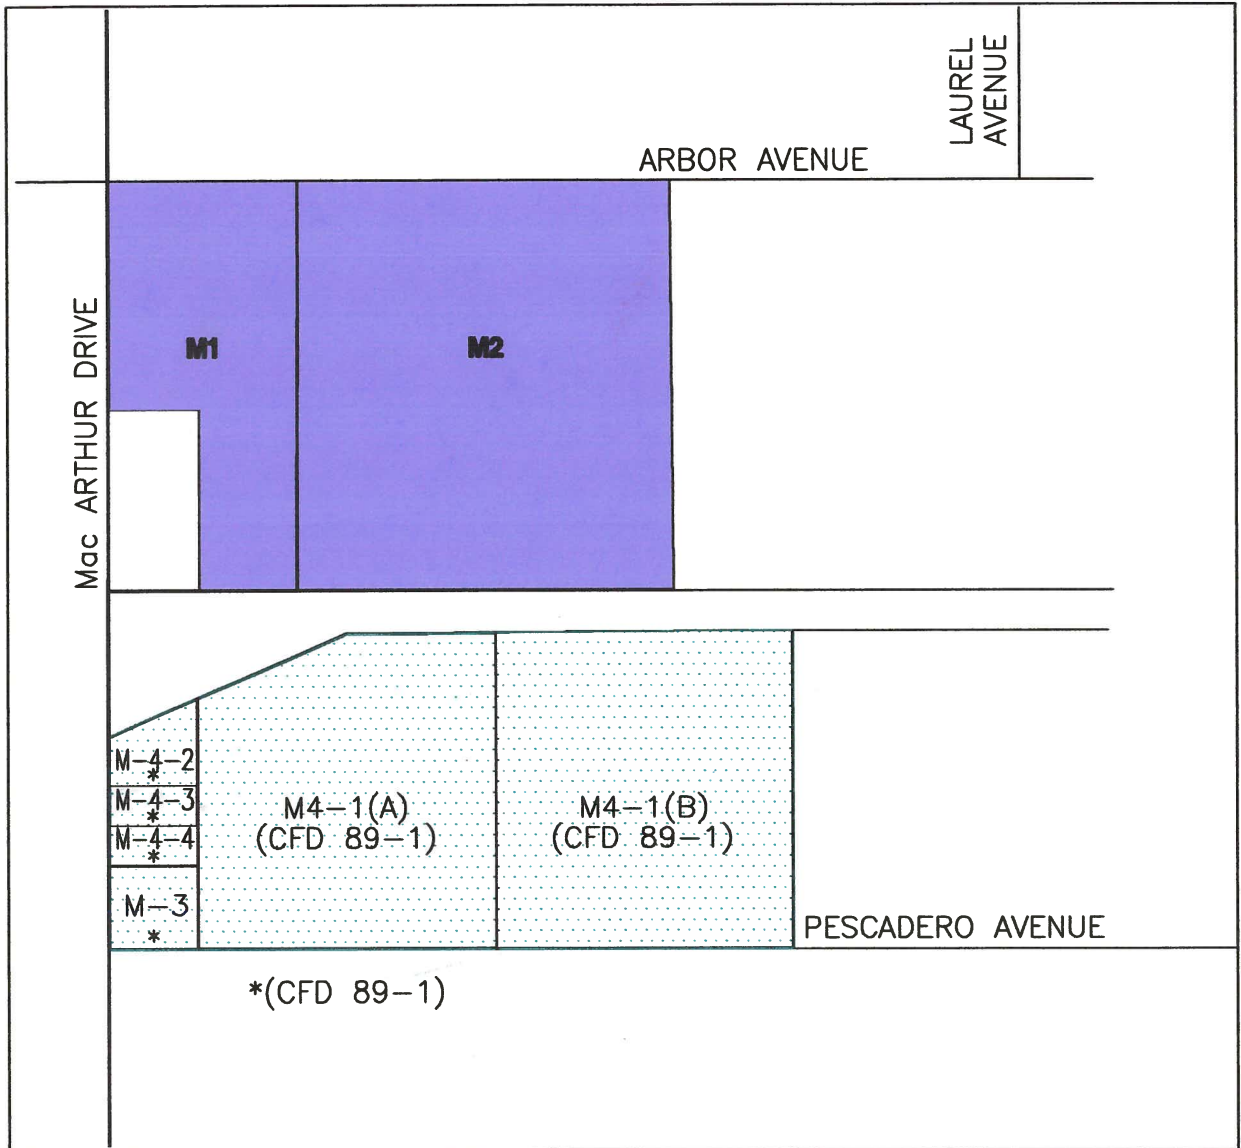 LAUREL
AVENUE
ARBOR AVENUE
Mac ARTHUR DRIVE
M1
M2
M-4-2
*
M-4-3
*
M-4-4
*
M-3
*
M4-1(A)
(CFD 89-1)
M4-1(B)
(CFD 89-1)
PESCADERO AVENUE
*(CFD 89-1)